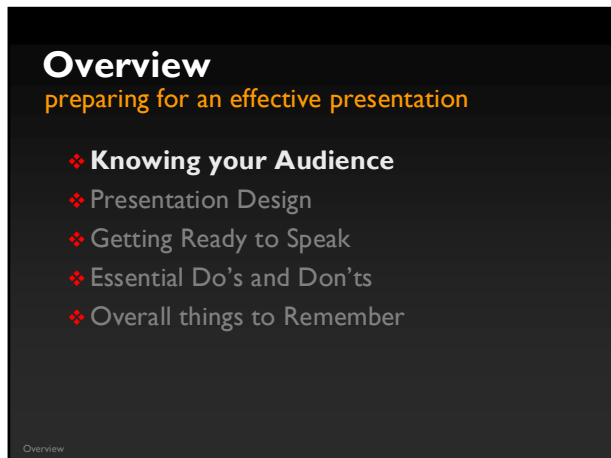 Overview
preparing for an effective presentation
❖ Knowing your Audience
❖ Presentation Design
❖ Getting Ready to Speak
❖ Essential Do's and Don'ts
❖ Overall things to Remember
Overview